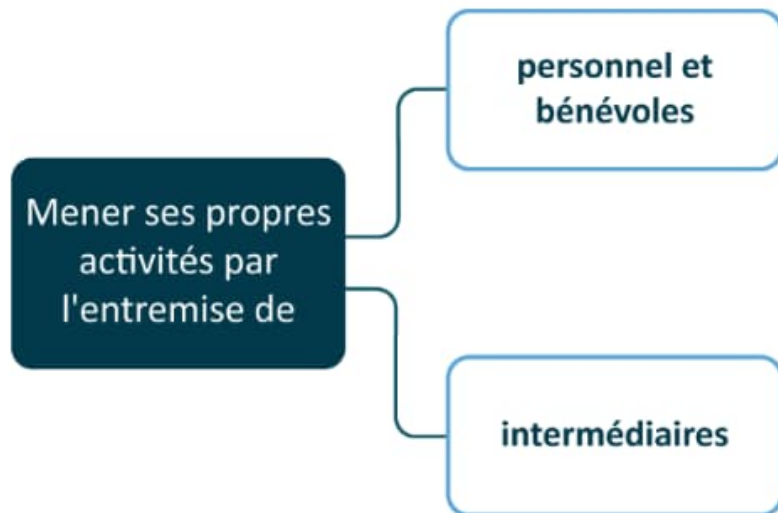 personnel et
bénévoles
Mener ses propres
activités par
l'entremise de
intermédiaires